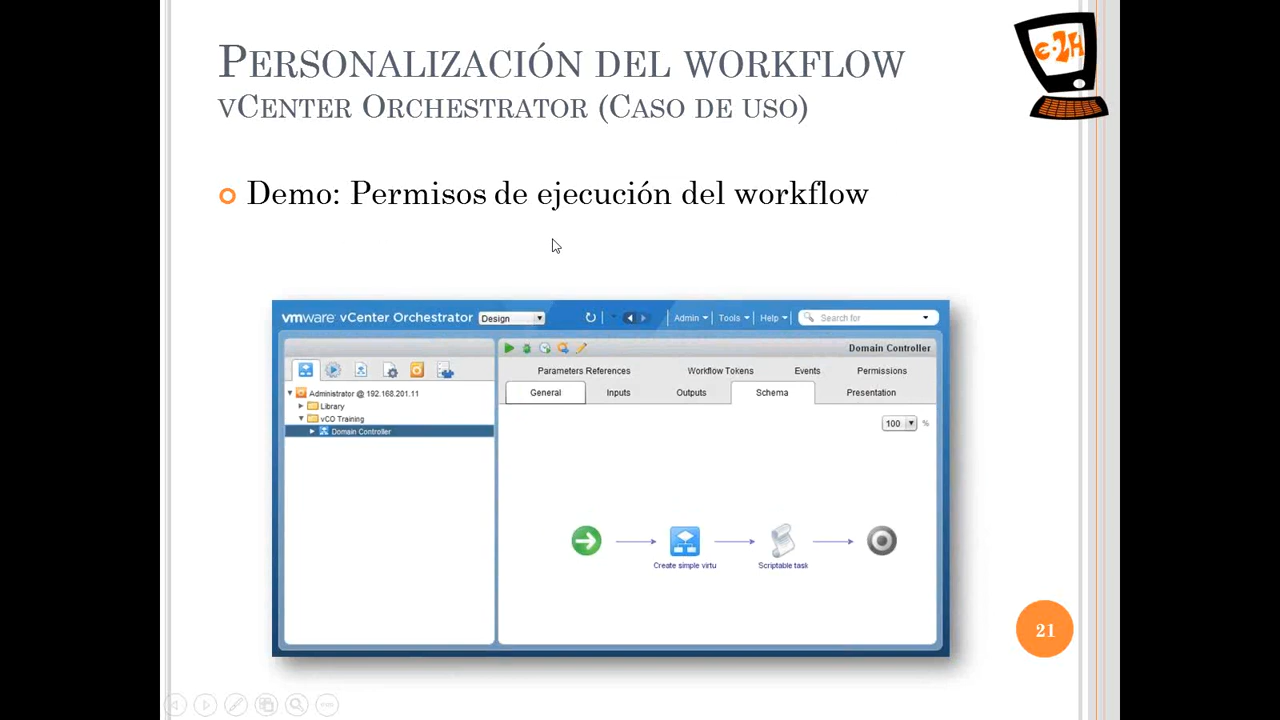 PERSONALIZACIÓN DEL WORKFLOW
VCENTER ORCHESTRATOR (CASO DE USO)
e-2H
Demo: Permisos de ejecución del workflow
vmware vCenter Orchestrator Design Admin Tools Help Search for
Domain Controller
Parameters References Workflow Tokens Events Permissions
General Inputs Outputs Schema Presentation
Administrator @ 192.168.201.11
Library
vCO Training
Domain Controller
100 %
Create simple virtu Scriptable task
21